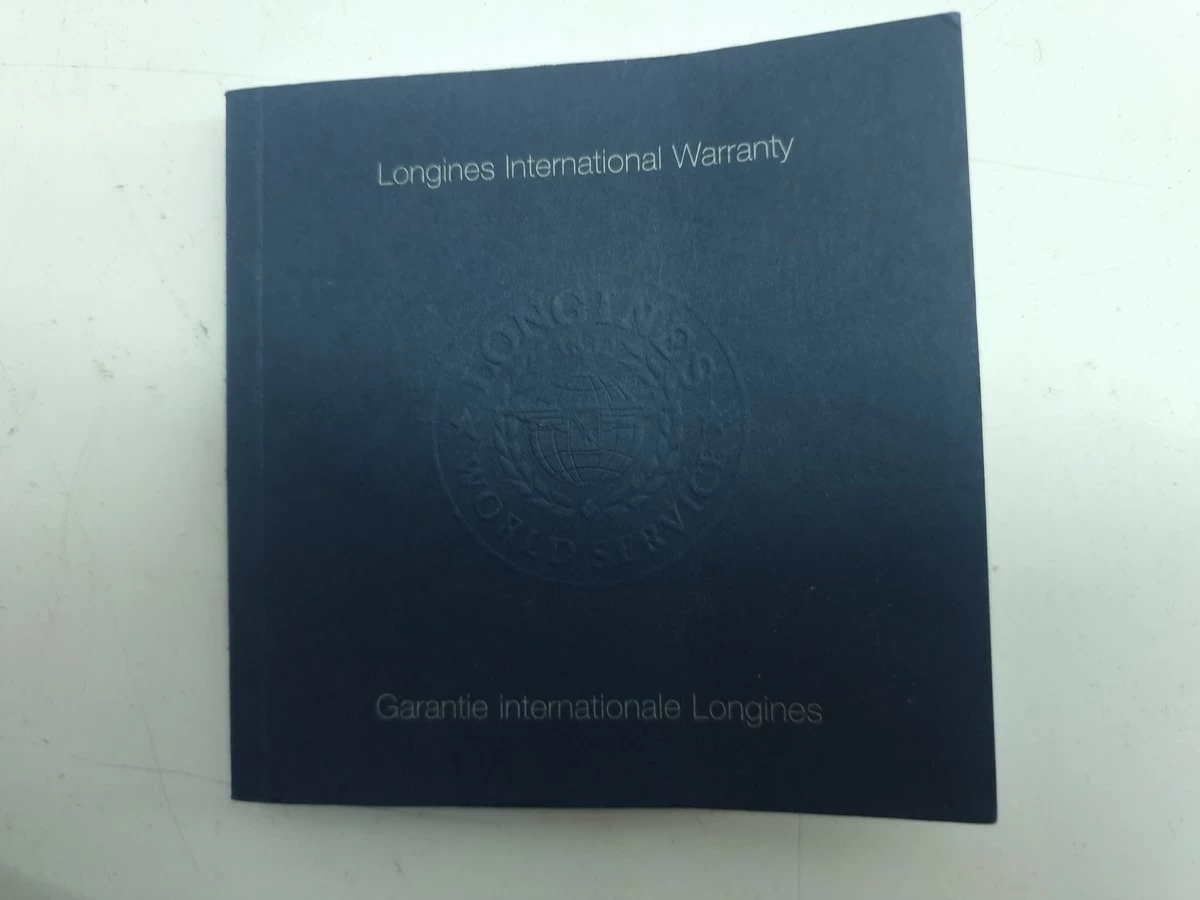 Longines International Warranty
LONGINES
WORLD SERVICE
Garantie internationale Longines